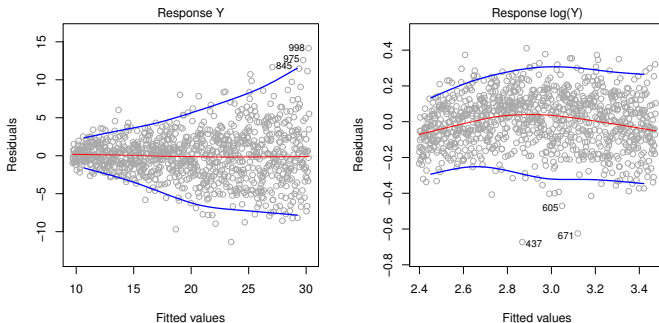 Response Y
998
975
845
15
10
5
0
−5
−10
Residuals
10 15 20 25 30
Fitted values
Response log(Y)
605
671
437
0.4
0.2
0.0
−0.2
−0.4
−0.6
−0.8
Residuals
2.4 2.6 2.8 3.0 3.2 3.4
Fitted values